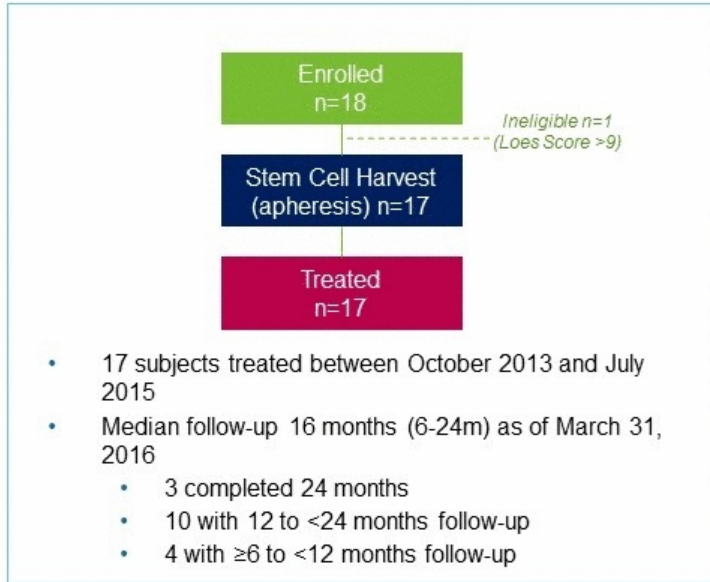 Enrolled
n=18
Ineligible n=1
(Loes Score >9)
Stem Cell Harvest
(apheresis) n=17
Treated
n=17
• 17 subjects treated between October 2013 and July
2015
• Median follow-up 16 months (6-24m) as of March 31,
2016
• 3 completed 24 months
• 10 with 12 to <24 months follow-up
• 4 with ≥6 to <12 months follow-up